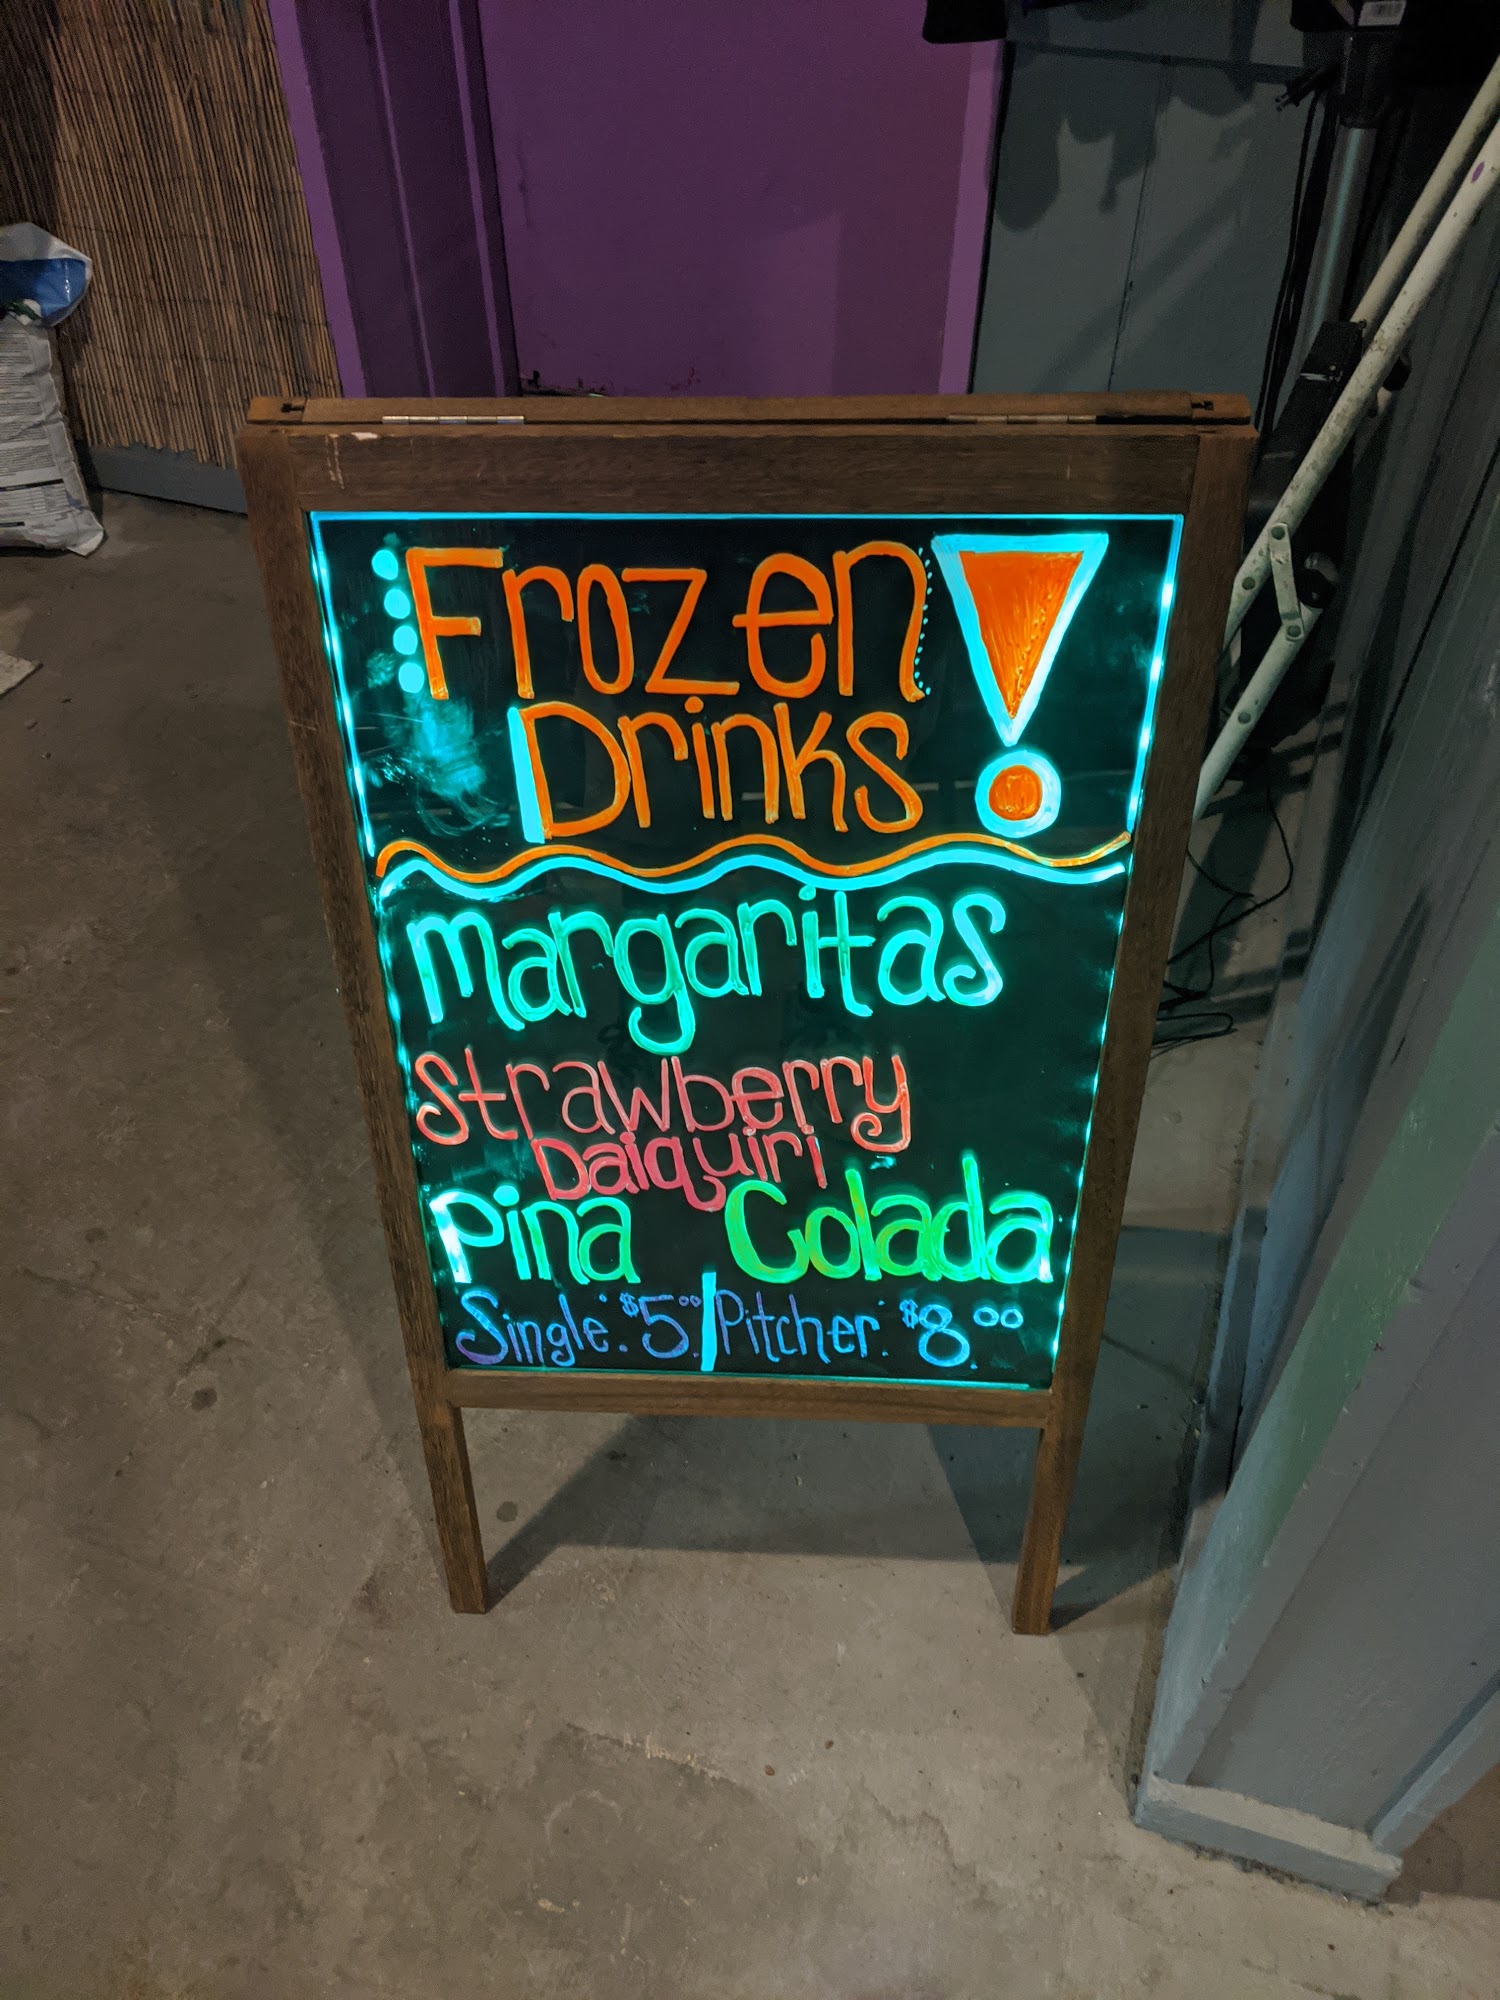 Frozen !
Drinks
Margaritas
Strawberry
Daiquiri
Pina Colada
Single: $5.00 / Pitcher: $8.00